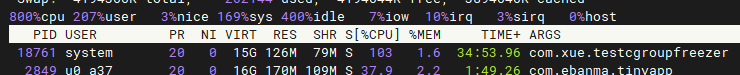 800%cpu 207%user   3%nice 169%sys 400%idle   7%iow  10%irq   3%sirq   0%host
  PID USER         PR  NI VIRT  RES  SHR S[%CPU] %MEM     TIME+ ARGS
18761 system       20   0  15G 126M  79M S  103   1.6  34:53.96 com.xue.testcgroupfreezer
 2849 u0_a37       20   0  16G 170M 109M S 37.9   2.2   1:49.26 com.ebanma.tinyapp